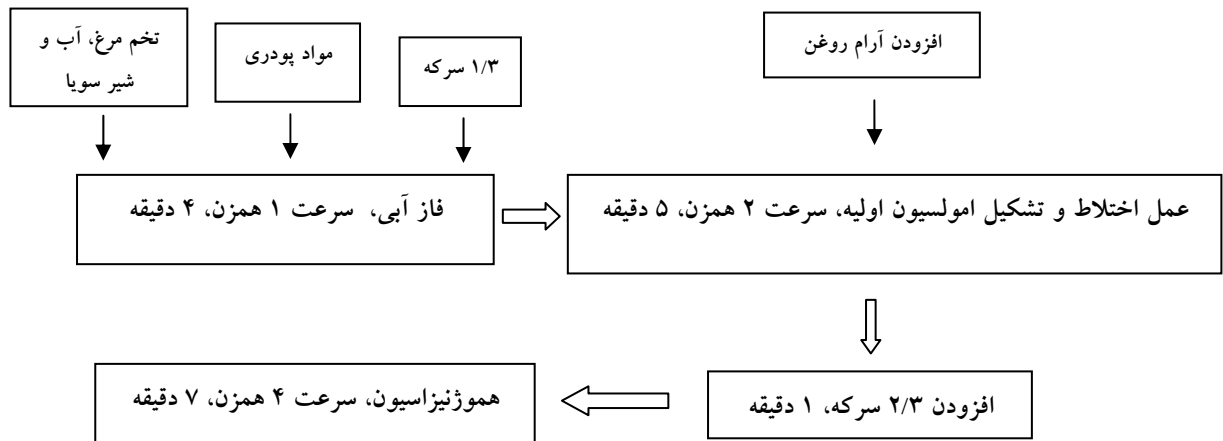 تخم مرغ، آب و
شیر سویا
مواد پودری
۱/۳ سرکه
افزودن آرام روغن
فاز آبی، سرعت ۱ همزن، ۴ دقیقه
عمل اختلاط و تشکیل امولسیون اولیه، سرعت ۲ همزن، ۵ دقیقه
افزودن ۲/۳ سرکه، ۱ دقیقه
هموژنیزاسیون، سرعت ۴ همزن، ۷ دقیقه